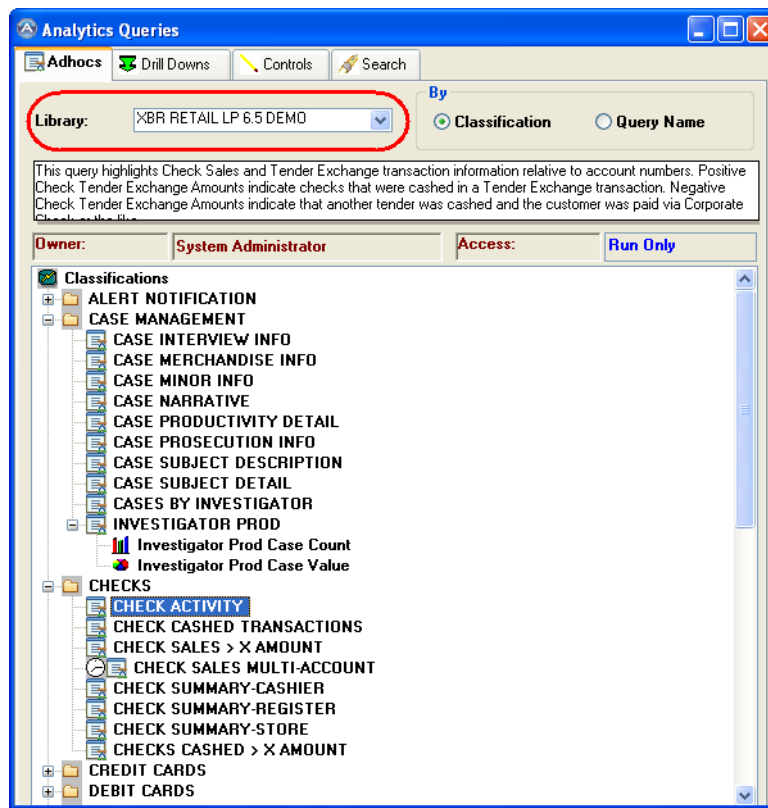 Analytics Queries
Adhocs Drill Downs Controls Search
By
Library: XBR RETAIL LP 6.5 DEMO Classification Query Name
This query highlights Check Sales and Tender Exchange transaction information relative to account numbers. Positive
Check Tender Exchange Amounts indicate checks that were cashed in a Tender Exchange transaction. Negative
Check Tender Exchange Amounts indicate that another tender was cashed and the customer was paid via Corporate
Check or the like
Owner: System Administrator Access: Run Only
Classifications
ALERT NOTIFICATION
CASE MANAGEMENT
CASE INTERVIEW INFO
CASE MERCHANDISE INFO
CASE MINOR INFO
CASE NARRATIVE
CASE PRODUCTIVITY DETAIL
CASE PROSECUTION INFO
CASE SUBJECT DESCRIPTION
CASE SUBJECT DETAIL
CASES BY INVESTIGATOR
INVESTIGATOR PROD
Investigator Prod Case Count
Investigator Prod Case Value
CHECKS
CHECK ACTIVITY
CHECK CASHED TRANSACTIONS
CHECK SALES > X AMOUNT
CHECK SALES MULTI-ACCOUNT
CHECK SUMMARY-CASHIER
CHECK SUMMARY-REGISTER
CHECK SUMMARY-STORE
CHECKS CASHED > X AMOUNT
CREDIT CARDS
DEBIT CARDS